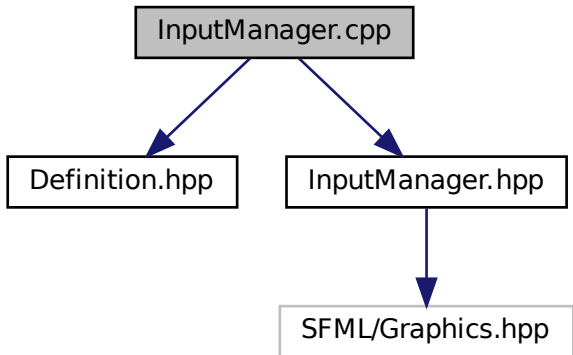 InputManager.cpp
Definition.hpp
InputManager.hpp
SFML/Graphics.hpp